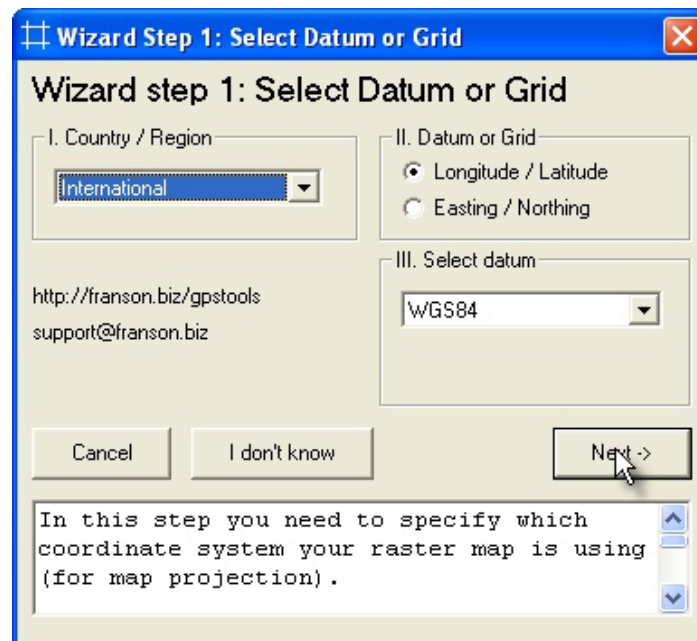 Wizard Step 1: Select Datum or Grid
Wizard step 1: Select Datum or Grid
I. Country / Region
International
II. Datum or Grid
Longitude / Latitude
Easting / Northing
III. Select datum
WGS84
http://franson.biz/gpstools
support@franson.biz
Cancel
I don't know
Next ->
In this step you need to specify which
coordinate system your raster map is using
(for map projection).